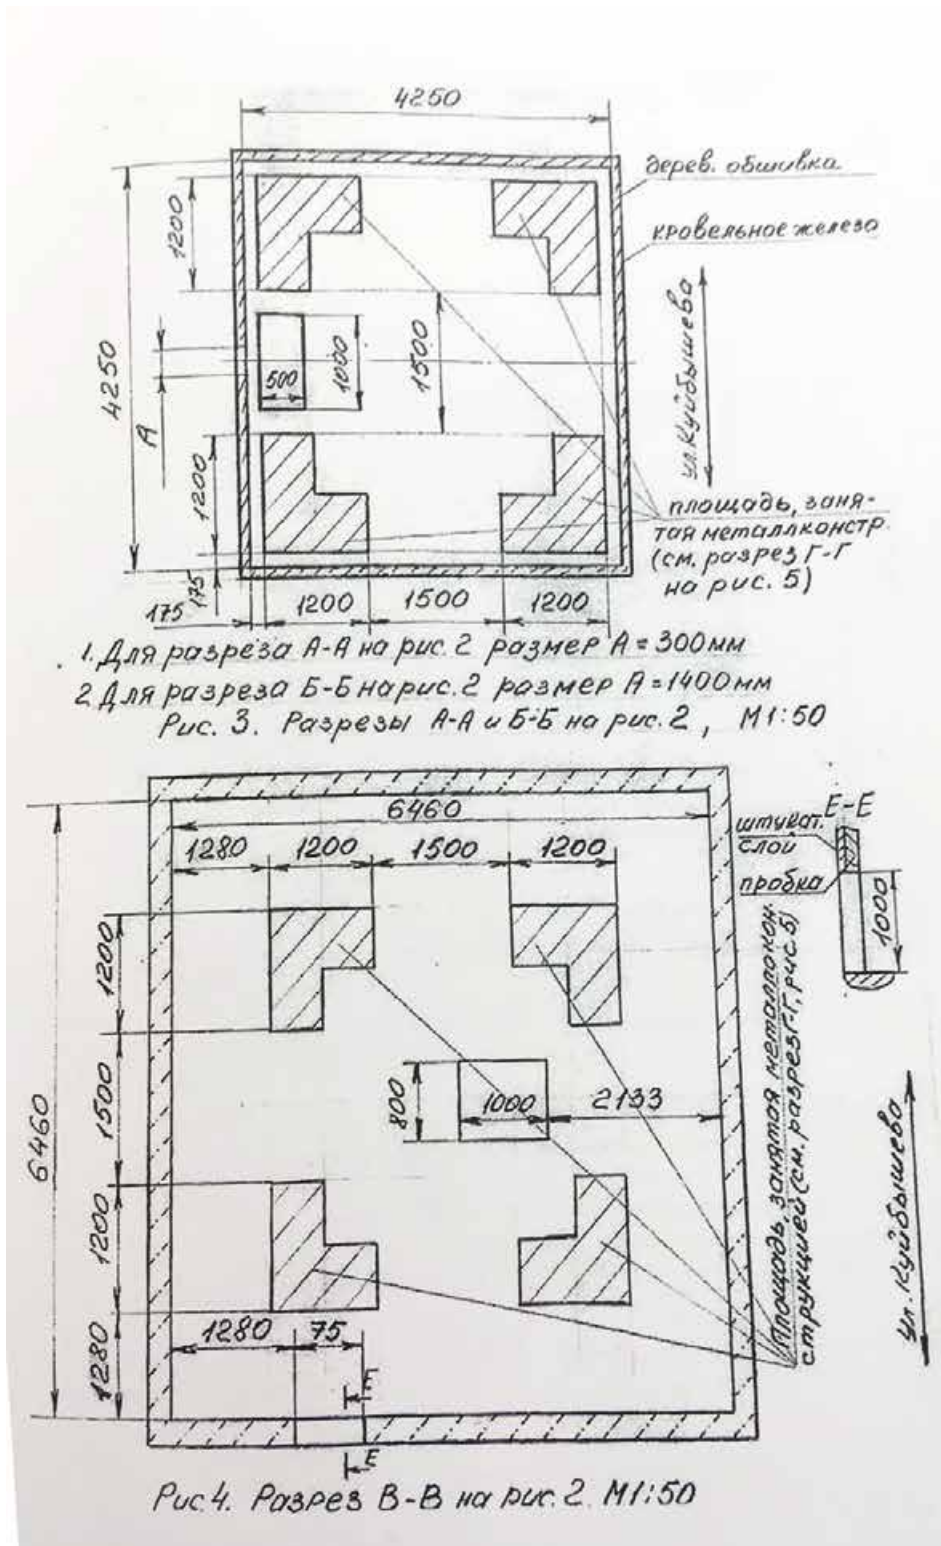 4250
дерев. обшивка
кровельное железо
1200
4250
А
500
1000
1500
ул. Куйбышева
1200
площадь, заня-
тая металлконстр.
(см. разрез Г-Г
на рис. 5)
175
175
1200
1500
1200
1. Для разреза А-А на рис. 2 размер А = 300мм
2. Для разреза Б-Б на рис. 2 размер А = 1400мм
Рис. 3. Разрезы А-А и Б-Б на рис. 2, М1:50
6460
1280
1200
1500
1200
Е-Е
штукат.
слой
пробка
1000
1200
1500
6460
800
1000
2133
Площадь, занятая металлокон-
струкцией (см. разрез Г-Г, рис. 5)
ул. Куйбышева
1200
1280
1280
75
Е
Е
Рис. 4. Разрез В-В на рис. 2. М1:50